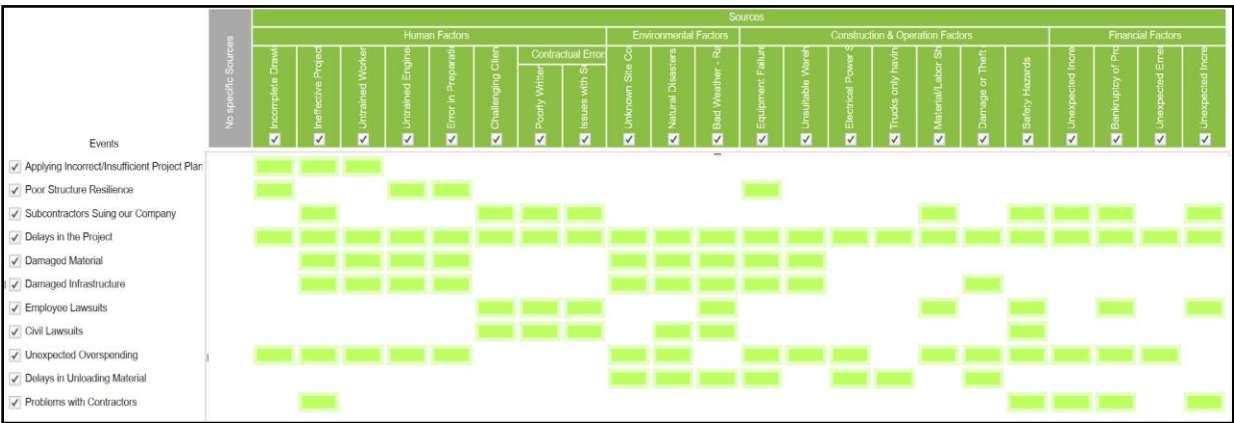 Sources
Human Factors
Environmental Factors
Construction & Operation Factors
Financial Factors
Contractual Error
No specific Sources
Incomplete Draw
Ineffective Project
Untrained Worker
Untrained Engine
Error in Preparati
Challenging Clien
Poorly Writter
Issues with S
Unknown Site Co
Natural Disasters
Bad Weather - Ra
Equipment Failur
Unsuitable Wareh
Electrical Power S
Trucks only havin
Material/Labor Sh
Damage or Theft
Safety Hazards
Unexpected Incre
Bankruptcy of Pro
Unexpected Emer
Unexpected Incre
Events
Applying Incorrect/Insufficient Project Plan
Poor Structure Resilience
Subcontractors Suing our Company
Delays in the Project
Damaged Material
Damaged Infrastructure
Employee Lawsuits
Civil Lawsuits
Unexpected Overspending
Delays in Unloading Material
Problems with Contractors